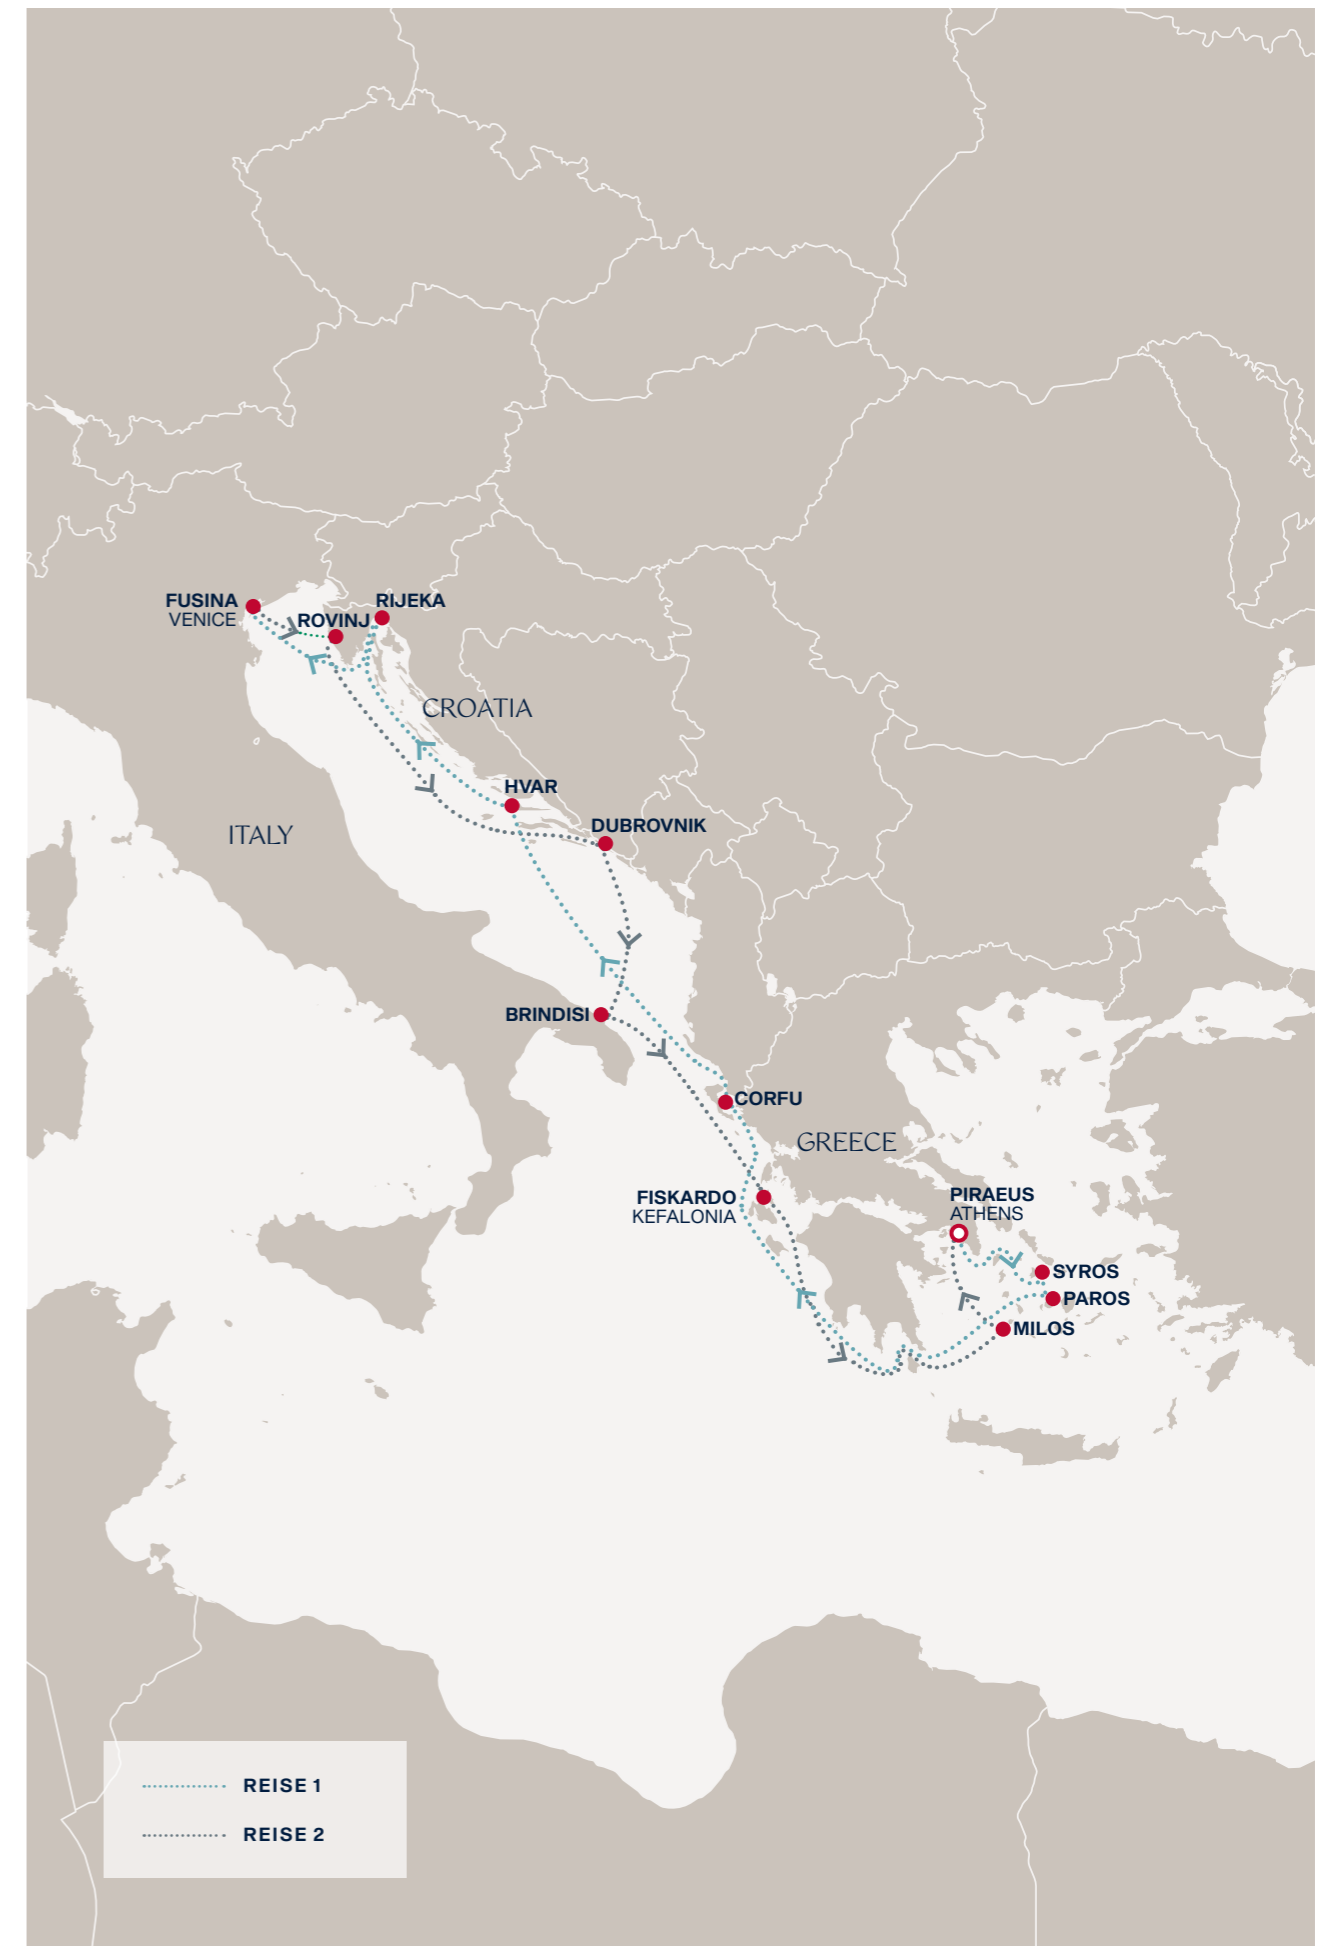 FUSINA
VENICE
ROVINJ
RIJEKA
CROATIA
HVAR
ITALY
DUBROVNIK
BRINDISI
CORFU
GREECE
FISKARDO
KEFALONIA
PIRAEUS
ATHENS
SYROS
PAROS
MILOS
REISE 1
REISE 2